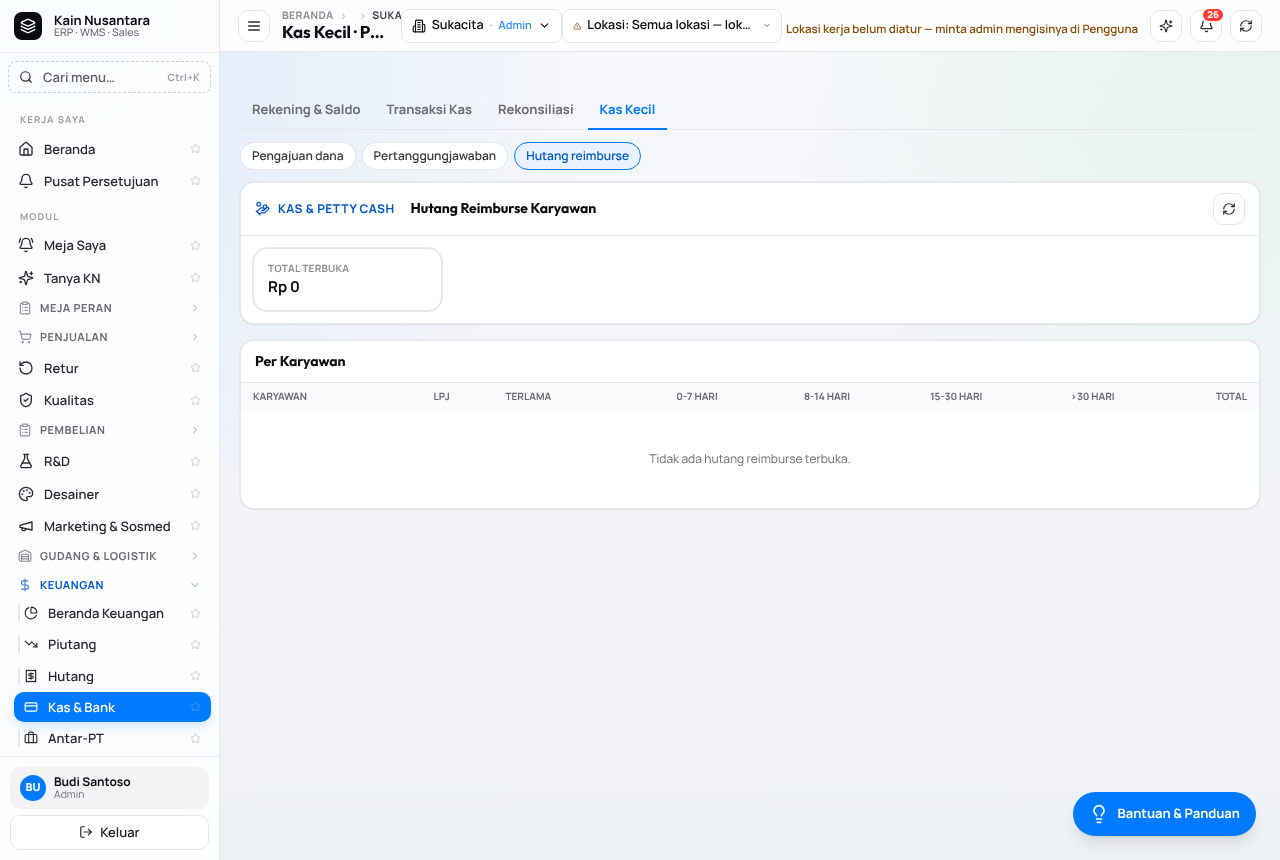 Kain Nusantara
ERP · WMS · Sales
Cari menu...
Ctrl+K
KERJA SAYA
Beranda
Pusat Persetujuan
MODUL
Meja Saya
Tanya KN
MEJA PERAN
PENJUALAN
Retur
Kualitas
PEMBELIAN
R&D
Desainer
Marketing & Sosmed
GUDANG & LOGISTIK
KEUANGAN
Beranda Keuangan
Piutang
Hutang
Kas & Bank
Antar-PT
BU
Budi Santoso
Admin
Keluar
BERANDA › › SUKA
Kas Kecil · P...
Sukacita · Admin
Lokasi: Semua lokasi — lok...
Lokasi kerja belum diatur — minta admin mengisinya di Pengguna
26
Rekening & Saldo
Transaksi Kas
Rekonsiliasi
Kas Kecil
Pengajuan dana
Pertanggungjawaban
Hutang reimburse
KAS & PETTY CASH
Hutang Reimburse Karyawan
TOTAL TERBUKA
Rp 0
Per Karyawan
KARYAWAN LPJ TERLAMA 0-7 HARI 8-14 HARI 15-30 HARI >30 HARI TOTAL
Tidak ada hutang reimburse terbuka.
Bantuan & Panduan